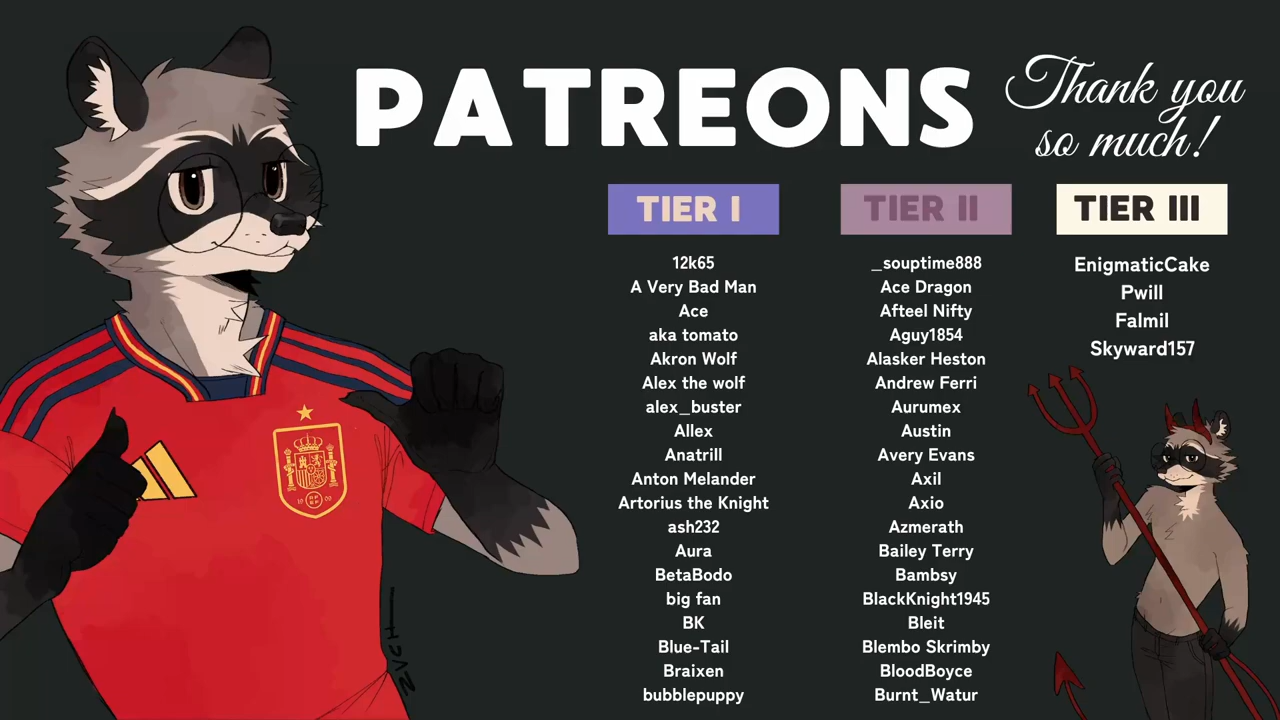 PATREONS
Thank you
so much!
TIER I
12k65
A Very Bad Man
Ace
aka tomato
Akron Wolf
Alex the wolf
alex_buster
Allex
Anatrill
Anton Melander
Artorius the Knight
ash232
Aura
BetaBodo
big fan
BK
Blue-Tail
Braixen
bubblepuppy
TIER II
_souptime888
Ace Dragon
Afteel Nifty
Aguy1854
Alasker Heston
Andrew Ferri
Aurumex
Austin
Avery Evans
Axil
Axio
Azmerath
Bailey Terry
Bambsy
BlackKnight1945
Bleit
Blembo Skrimby
BloodBoyce
Burnt_Watur
TIER III
EnigmaticCake
Pwill
Falmil
Skyward157